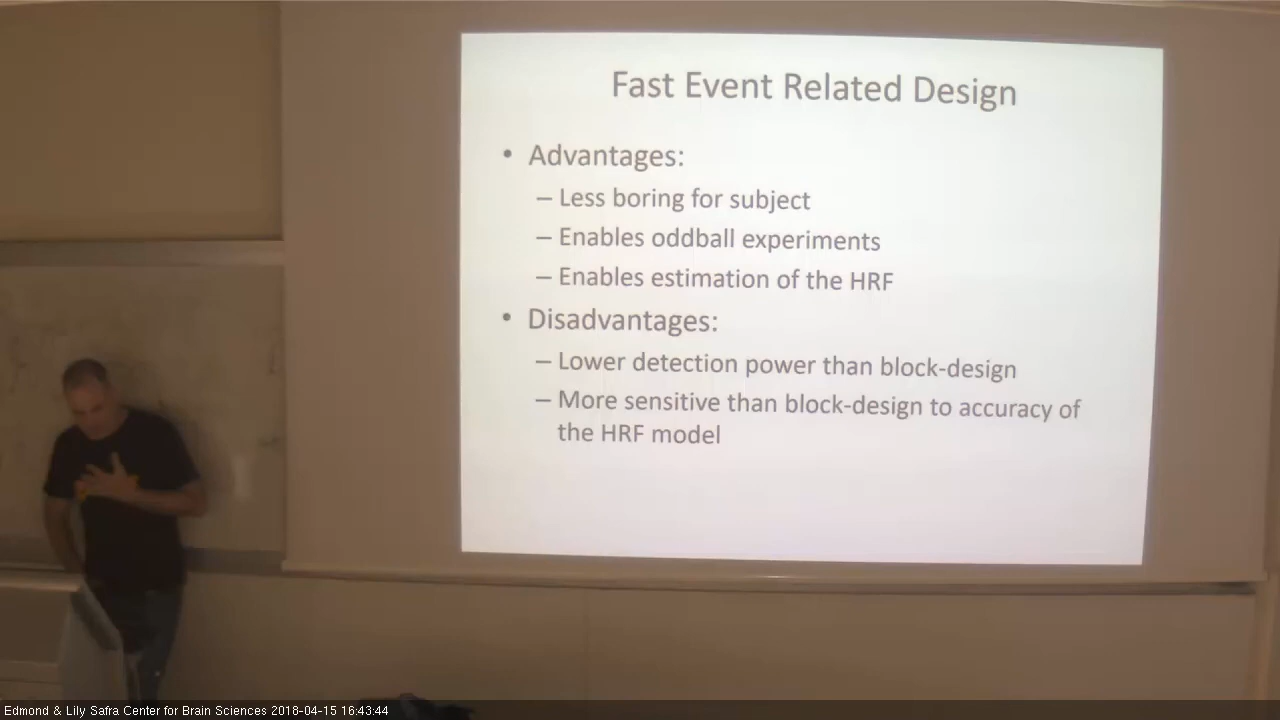 Fast Event Related Design
• Advantages:
– Less boring for subject
– Enables oddball experiments
– Enables estimation of the HRF
• Disadvantages:
– Lower detection power than block-design
– More sensitive than block-design to accuracy of
the HRF model
Edmond & Lily Safra Center for Brain Sciences 2018-04-15 16:43:44